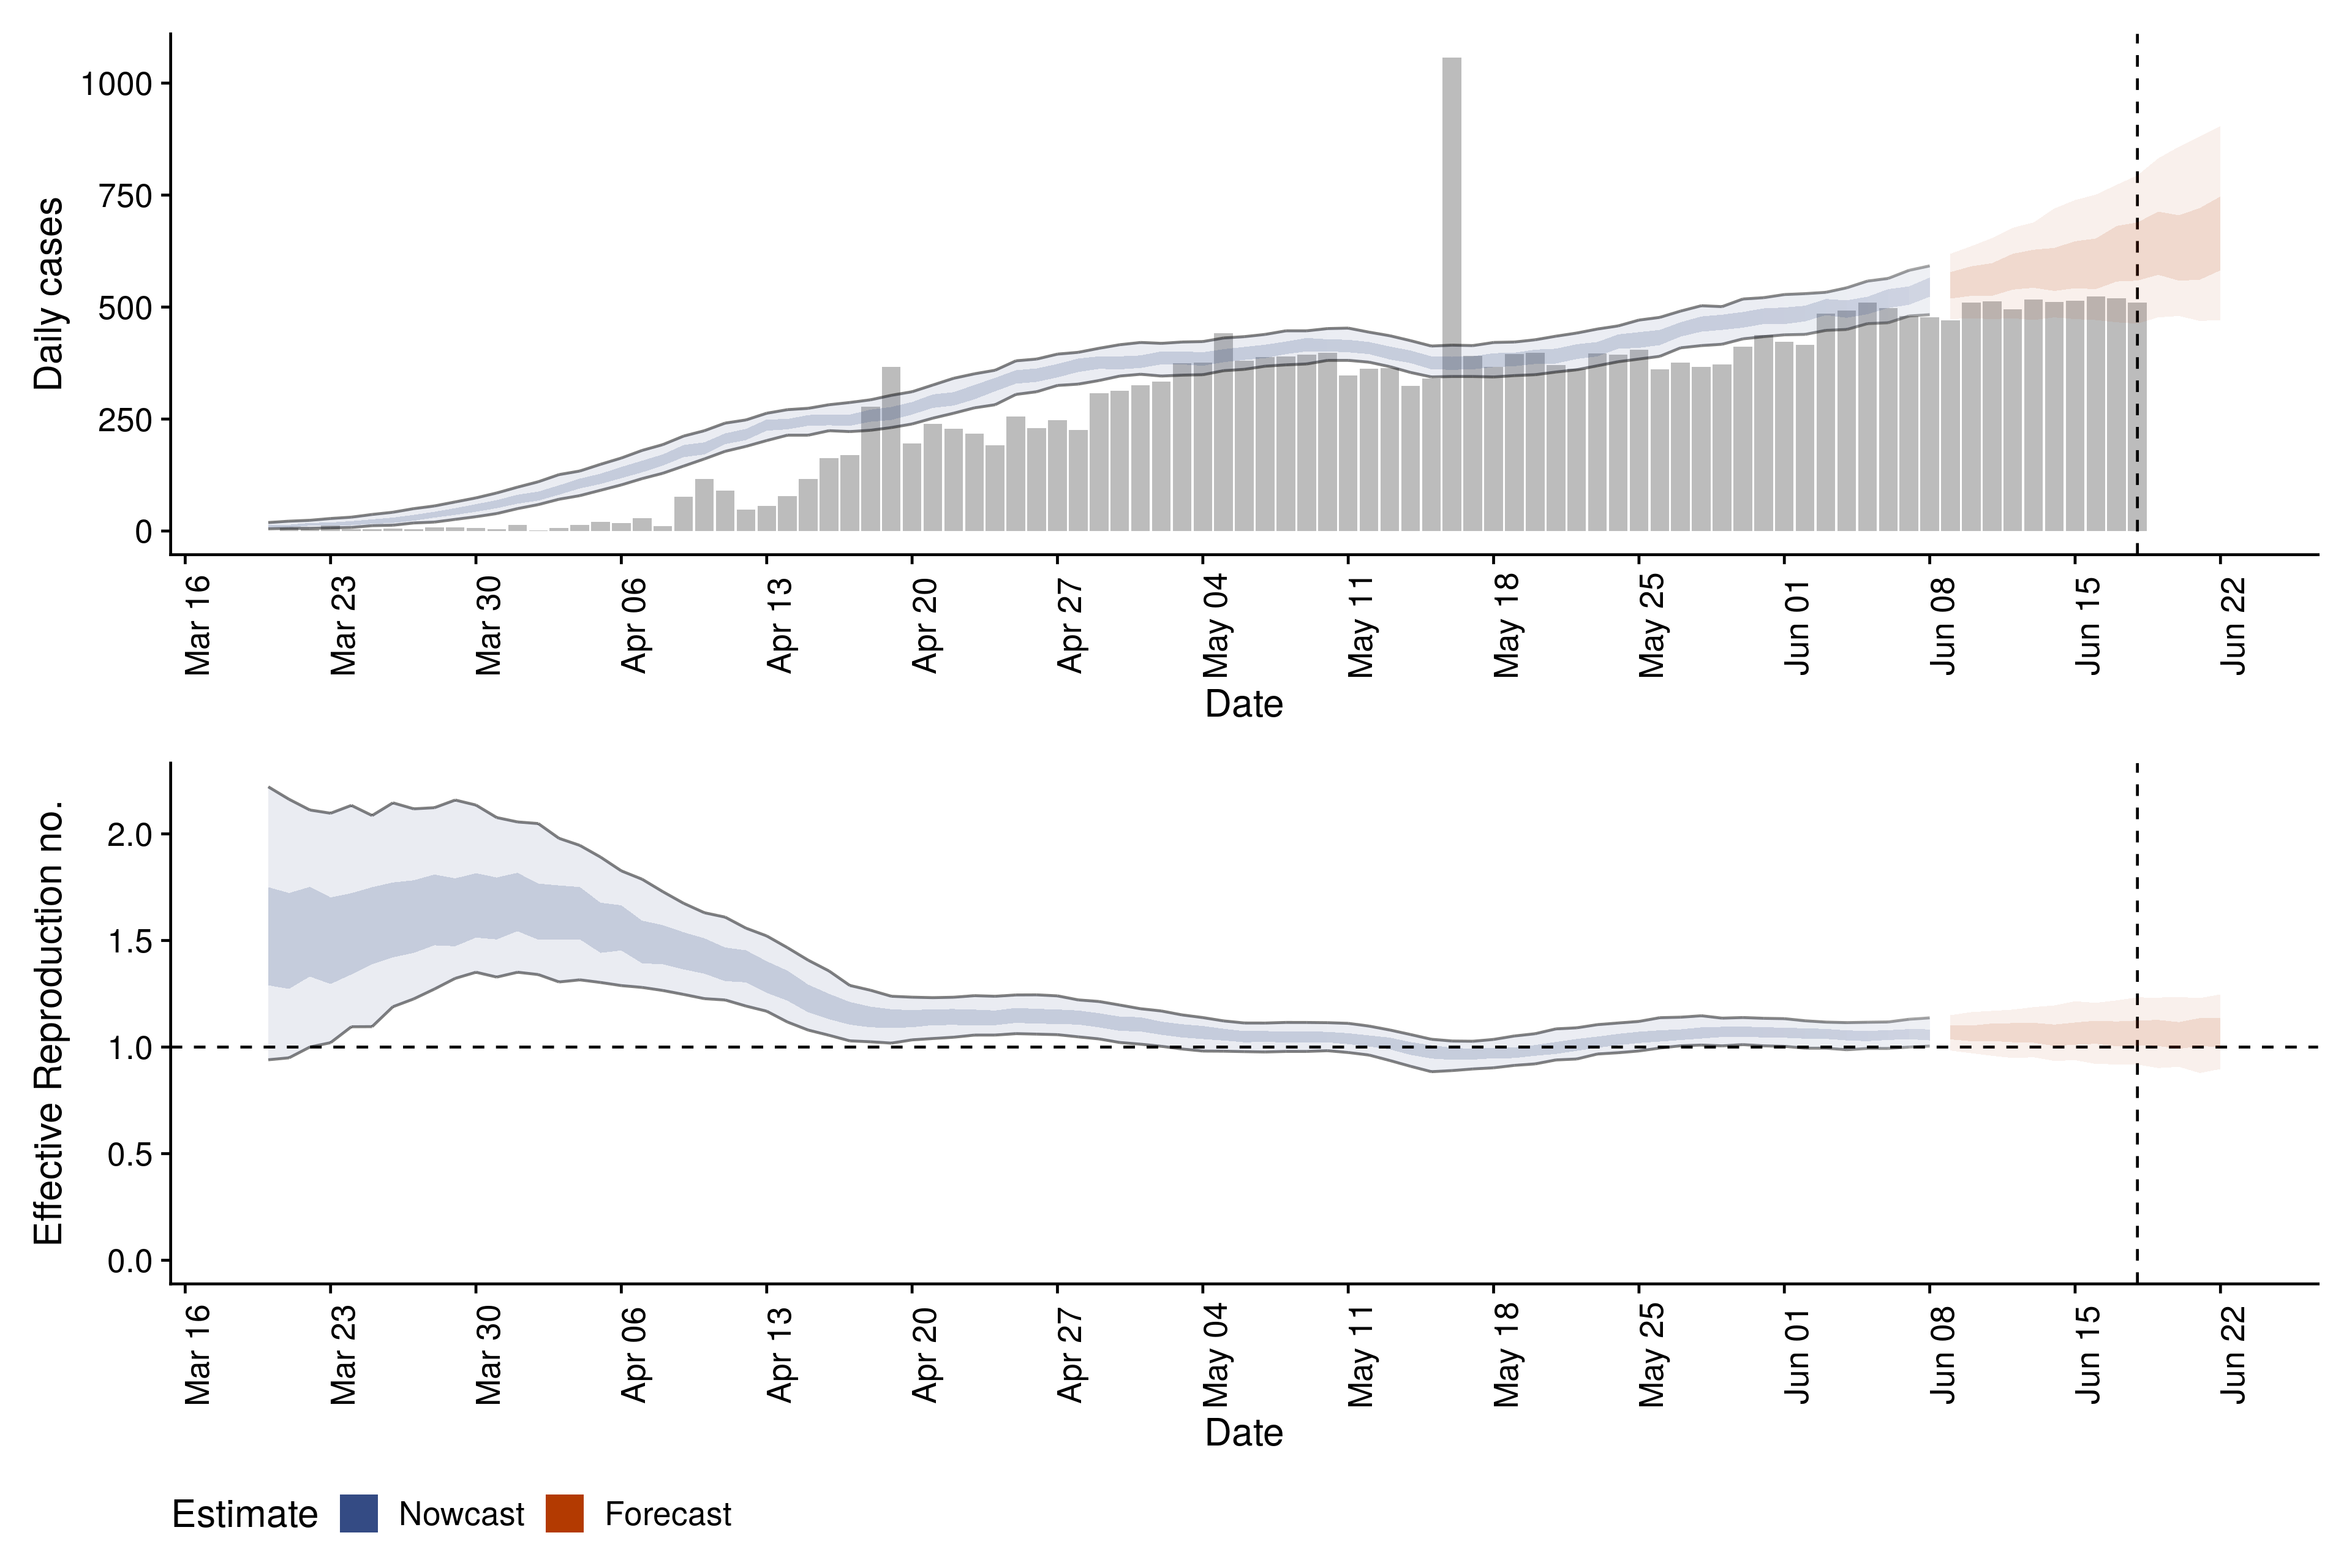 Daily cases
1000
750
500
250
0
Mar 16
Mar 23
Mar 30
Apr 06
Apr 13
Apr 20
Apr 27
May 04
May 11
May 18
May 25
Jun 01
Jun 08
Jun 15
Jun 22
Date
Effective Reproduction no.
2.0
1.5
1.0
0.5
0.0
Mar 16
Mar 23
Mar 30
Apr 06
Apr 13
Apr 20
Apr 27
May 04
May 11
May 18
May 25
Jun 01
Jun 08
Jun 15
Jun 22
Date
Estimate Nowcast Forecast